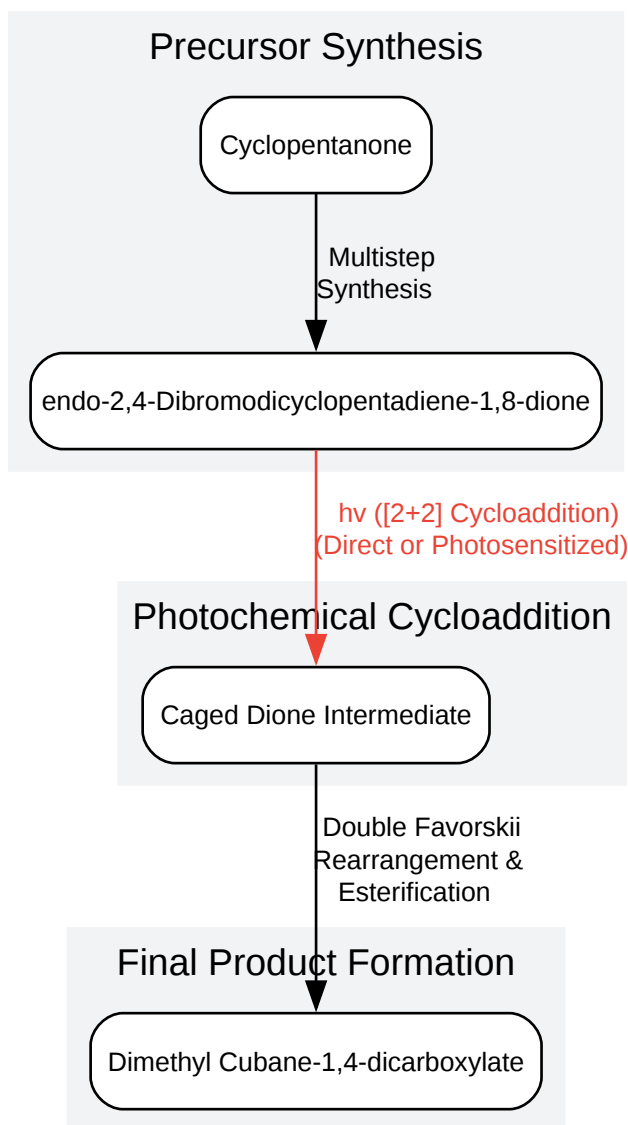 Precursor Synthesis
Cyclopentanone
Multistep
Synthesis
endo-2,4-Dibromodicyclopentadiene-1,8-dione
hv ([2+2] Cycloaddition)
(Direct or Photosensitized)
Photochemical Cycloaddition
Caged Dione Intermediate
Double Favorskii
Rearrangement &
Esterification
Final Product Formation
Dimethyl Cubane-1,4-dicarboxylate